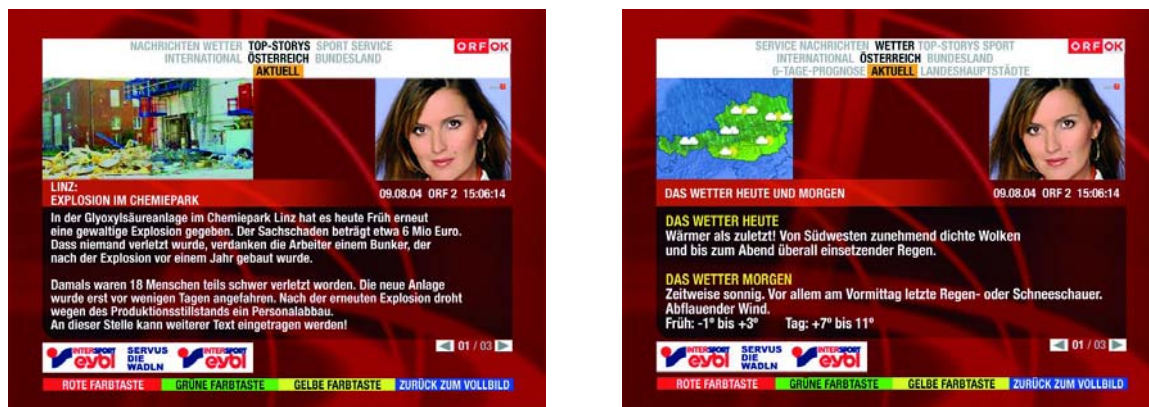 NACHRICHTEN WETTER TOP-STORYS SPORT SERVICE
INTERNATIONAL ÖSTERREICH BUNDESLAND
AKTUELL
ORF OK
LINZ:
EXPLOSION IM CHEMIEPARK
09.08.04 ORF 2 15:06:14
In der Glyoxylsäureanlage im Chemiepark Linz hat es heute Früh erneut
eine gewaltige Explosion gegeben. Der Sachschaden beträgt etwa 6 Mio Euro.
Dass niemand verletzt wurde, verdanken die Arbeiter einem Bunker, der
nach der Explosion vor einem Jahr gebaut wurde.
Damals waren 18 Menschen teils schwer verletzt worden. Die neue Anlage
wurde erst vor wenigen Tagen angefahren. Nach der erneuten Explosion droht
wegen des Produktionsstillstands ein Personalabbau.
An dieser Stelle kann weiterer Text eingetragen werden!
01 / 03
INTERSPORT
eybl
SERVUS
DIE
WADLN
INTERSPORT
eybl
ROTE FARBTASTE GRÜNE FARBTASTE GELBE FARBTASTE ZURÜCK ZUM VOLLBILD
SERVICE NACHRICHTEN WETTER TOP-STORYS SPORT
INTERNATIONAL ÖSTERREICH BUNDESLAND
6-TAGE-PROGNOSE AKTUELL LANDESHAUPTSTÄDTE
ORF OK
DAS WETTER HEUTE UND MORGEN
09.08.04 ORF 2 15:06:14
DAS WETTER HEUTE
Wärmer als zuletzt! Von Südwesten zunehmend dichte Wolken
und bis zum Abend überall einsetzender Regen.
DAS WETTER MORGEN
Zeitweise sonnig. Vor allem am Vormittag letzte Regen- oder Schneeschauer.
Abflauender Wind.
Früh: -1° bis +3° Tag: +7° bis 11°
01 / 03
INTERSPORT
eybl
SERVUS
DIE
WADLN
INTERSPORT
eybl
ROTE FARBTASTE GRÜNE FARBTASTE GELBE FARBTASTE ZURÜCK ZUM VOLLBILD